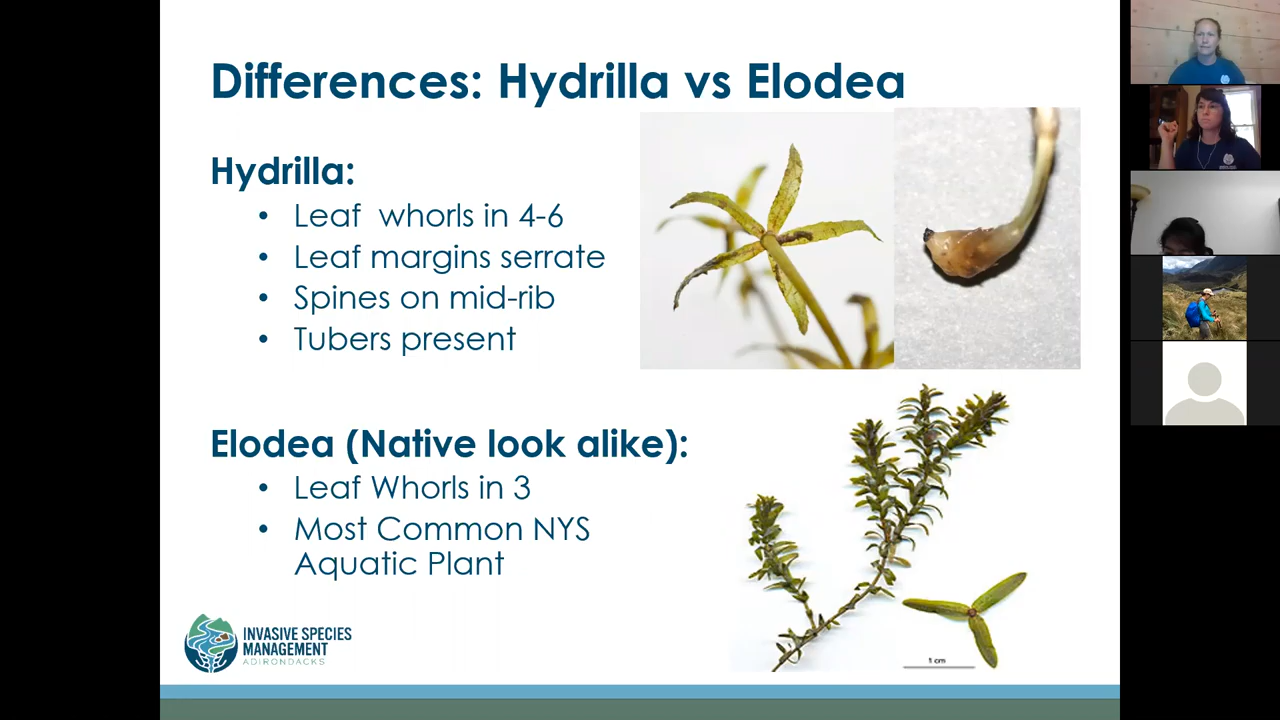 Differences: Hydrilla vs Elodea
Hydrilla:
• Leaf whorls in 4-6
• Leaf margins serrate
• Spines on mid-rib
• Tubers present
Elodea (Native look alike):
• Leaf Whorls in 3
• Most Common NYS
Aquatic Plant
1 cm
INVASIVE SPECIES
MANAGEMENT
ADIRONDACKS